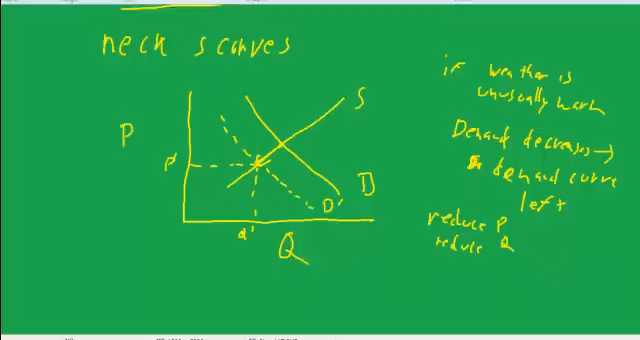 neck scarves
P
S
P'
D
D'
Q'
Q
if weather is
unusually warm
Demand decreases →
demand curve
left
reduce P
reduce Q